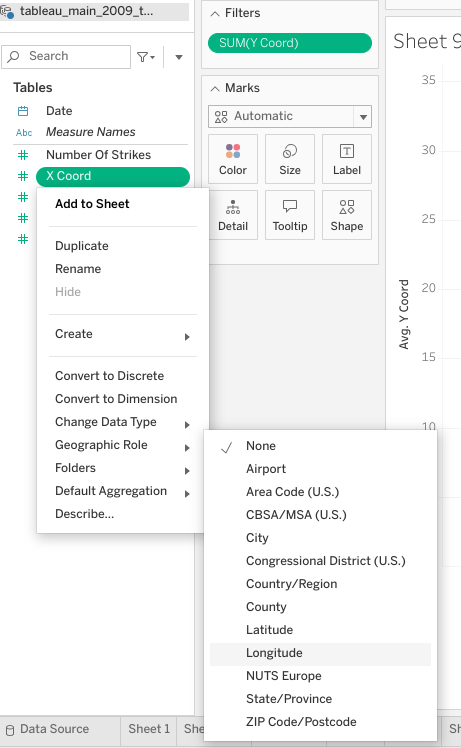 tableau_main_2009_t...
Search
Tables
Date
Abc Measure Names
Number Of Strikes
X Coord
Add to Sheet
Duplicate
Rename
Hide
Create
Convert to Discrete
Convert to Dimension
Change Data Type
Geographic Role
Folders
Default Aggregation
Describe...
Filters
SUM(Y Coord)
Marks
Automatic
Color
Size
Label
Detail
Tooltip
Shape
Sheet 9
35
30
25
20
15
10
Avg. Y Coord
None
Airport
Area Code (U.S.)
CBSA/MSA (U.S.)
City
Congressional District (U.S.)
Country/Region
County
Latitude
Longitude
NUTS Europe
State/Province
ZIP Code/Postcode
Data Source
Sheet 1
She
Sh